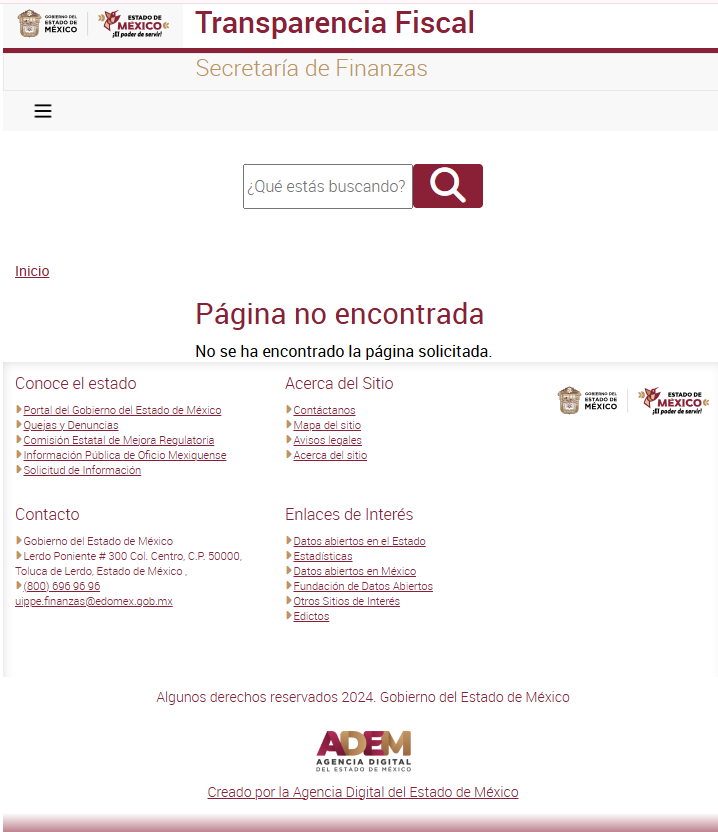 GOBIERNO DEL
ESTADO DE
MÉXICO
ESTADO DE
MÉXICO
¡El poder de servir!
Transparencia Fiscal
Secretaría de Finanzas
¿Qué estás buscando?
Inicio
Página no encontrada
No se ha encontrado la página solicitada.
Conoce el estado
Portal del Gobierno del Estado de México
Quejas y Denuncias
Comisión Estatal de Mejora Regulatoria
Información Pública de Oficio Mexiquense
Solicitud de Información
Acerca del Sitio
Contáctanos
Mapa del sitio
Avisos legales
Acerca del sitio
GOBIERNO DEL
ESTADO DE
MÉXICO
ESTADO DE
MÉXICO
¡El poder de servir!
Contacto
Gobierno del Estado de México
Lerdo Poniente # 300 Col. Centro, C.P. 50000,
Toluca de Lerdo, Estado de México ,
(800) 696 96 96
uippe.finanzas@edomex.gob.mx
Enlaces de Interés
Datos abiertos en el Estado
Estadísticas
Datos abiertos en México
Fundación de Datos Abiertos
Otros Sitios de Interés
Edictos
Algunos derechos reservados 2024. Gobierno del Estado de México
ADEM
AGENCIA DIGITAL
DEL ESTADO DE MÉXICO
Creado por la Agencia Digital del Estado de México